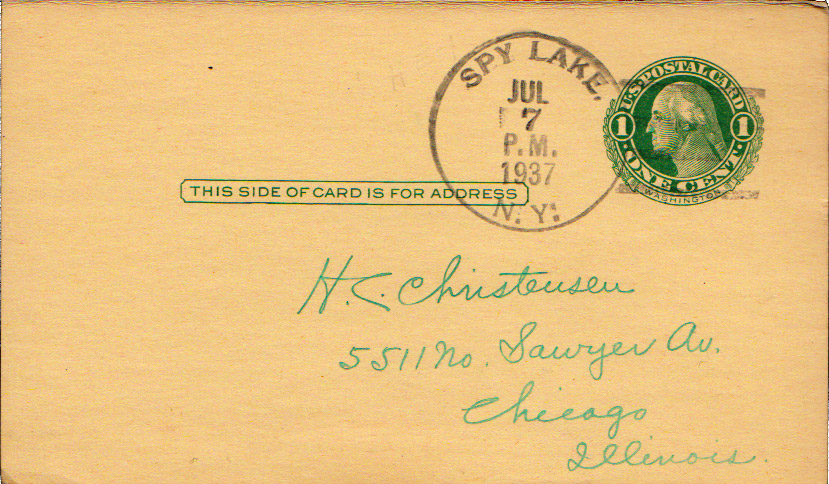 SPY LAKE,
JUL
7
P.M.
1937
N.Y.
U.S. POSTAL CARD
1 1
ONE CENT
WASHINGTON
THIS SIDE OF CARD IS FOR ADDRESS
H. C. Christensen
5511 No. Sawyer Av.
Chicago
Illinois.